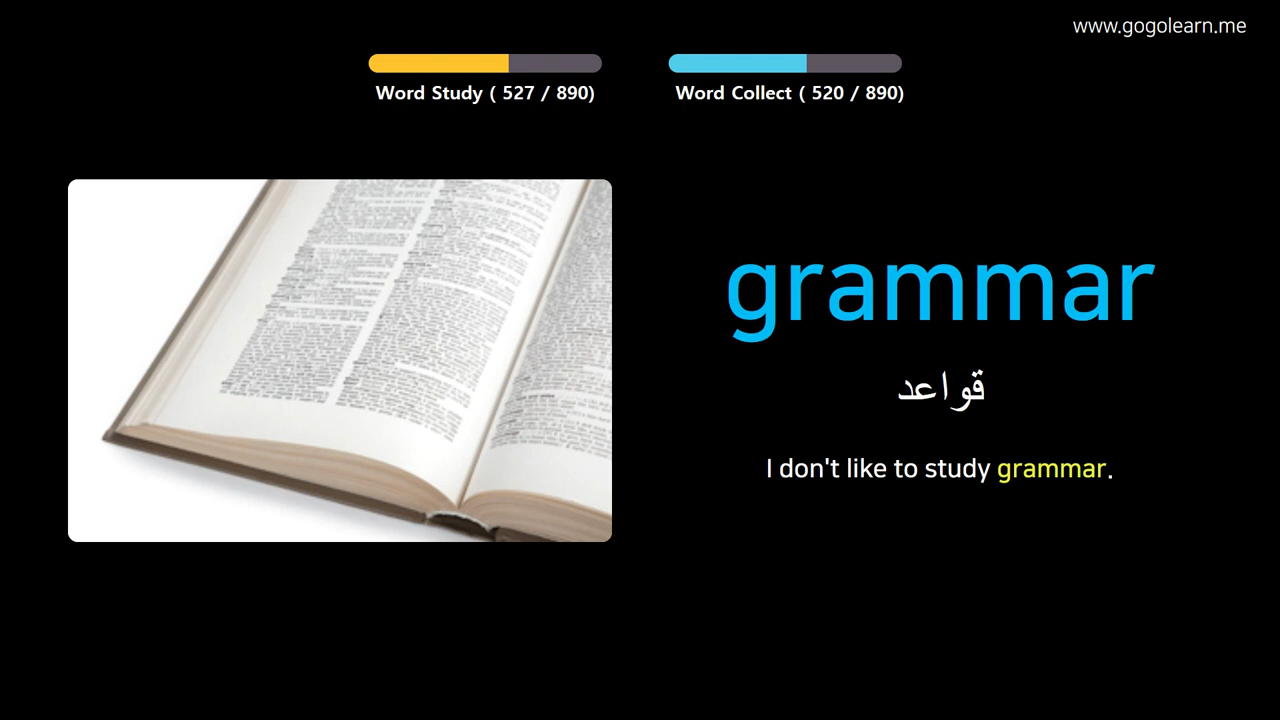 www.gogolearn.me
Word Study ( 527 / 890)
Word Collect ( 520 / 890)
grammar
قواعد
I don't like to study grammar.